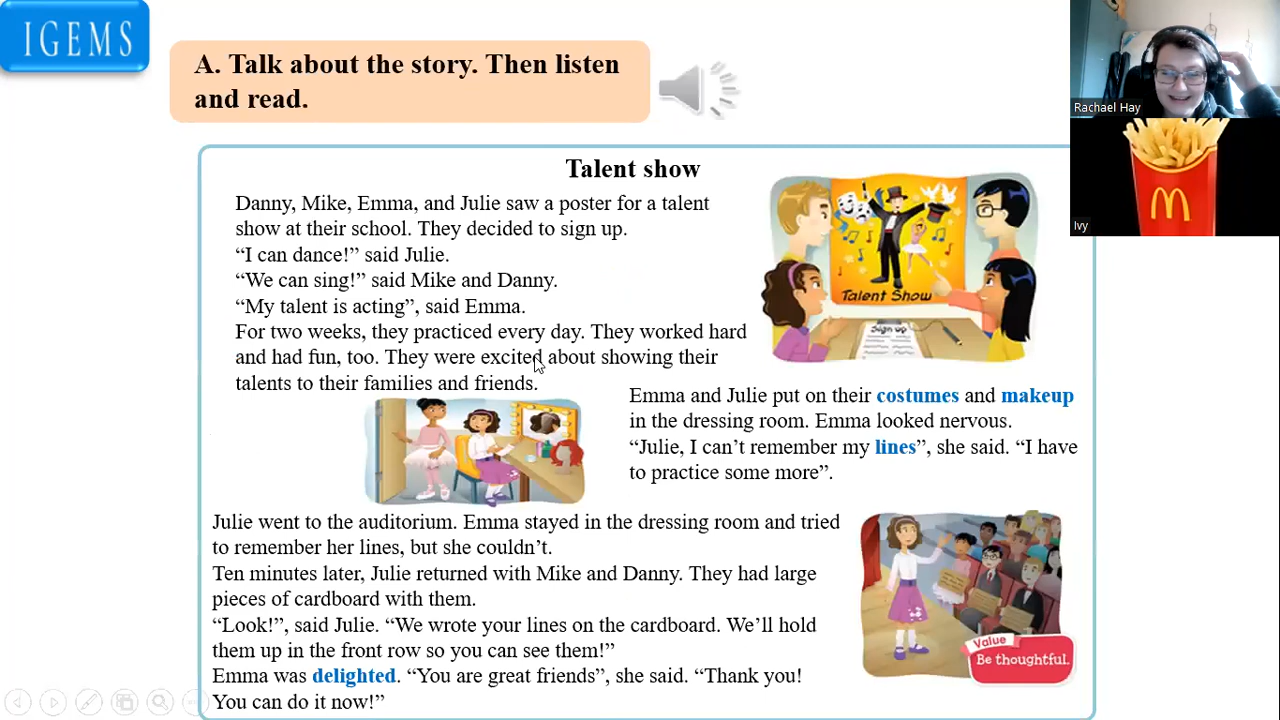 IGEMS
A. Talk about the story. Then listen
and read.
Rachael Hay
Ivy
Talent show
Danny, Mike, Emma, and Julie saw a poster for a talent
show at their school. They decided to sign up.
“I can dance!” said Julie.
“We can sing!” said Mike and Danny.
“My talent is acting”, said Emma.
For two weeks, they practiced every day. They worked hard
and had fun, too. They were excited about showing their
talents to their families and friends.
Talent Show
Sign up
Emma and Julie put on their costumes and makeup
in the dressing room. Emma looked nervous.
“Julie, I can’t remember my lines”, she said. “I have
to practice some more”.
Julie went to the auditorium. Emma stayed in the dressing room and tried
to remember her lines, but she couldn’t.
Ten minutes later, Julie returned with Mike and Danny. They had large
pieces of cardboard with them.
“Look!”, said Julie. “We wrote your lines on the cardboard. We’ll hold
them up in the front row so you can see them!”
Emma was delighted. “You are great friends”, she said. “Thank you!
You can do it now!”
Value
Be thoughtful.